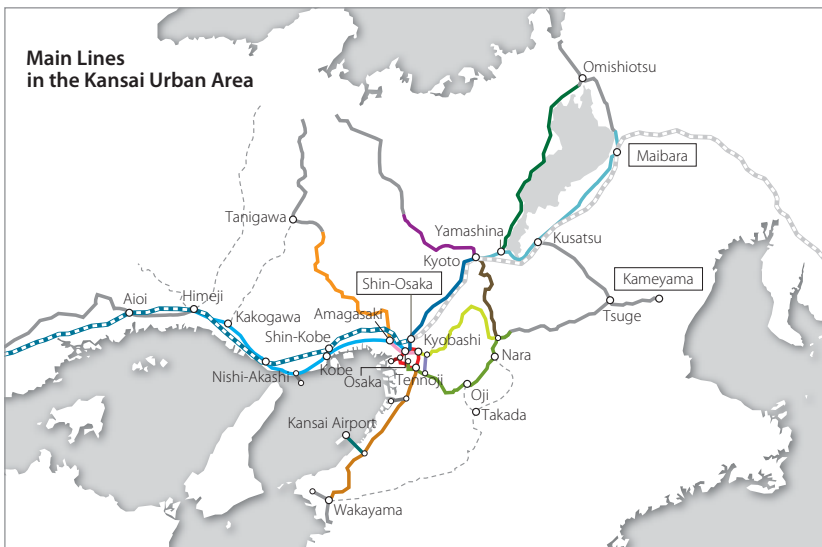 Main Lines
in the Kansai Urban Area
Omishiotsu
Maibara
Tanigawa
Yamashina
Kusatsu
Kyoto
Shin-Osaka
Kameyama
Aioi
Himeji
Amagasaki
Tsuge
Kakogawa
Shin-Kobe
Kyobashi
Nara
Nishi-Akashi
Kobe
Osaka
Tennoji
Oji
Takada
Kansai Airport
Wakayama